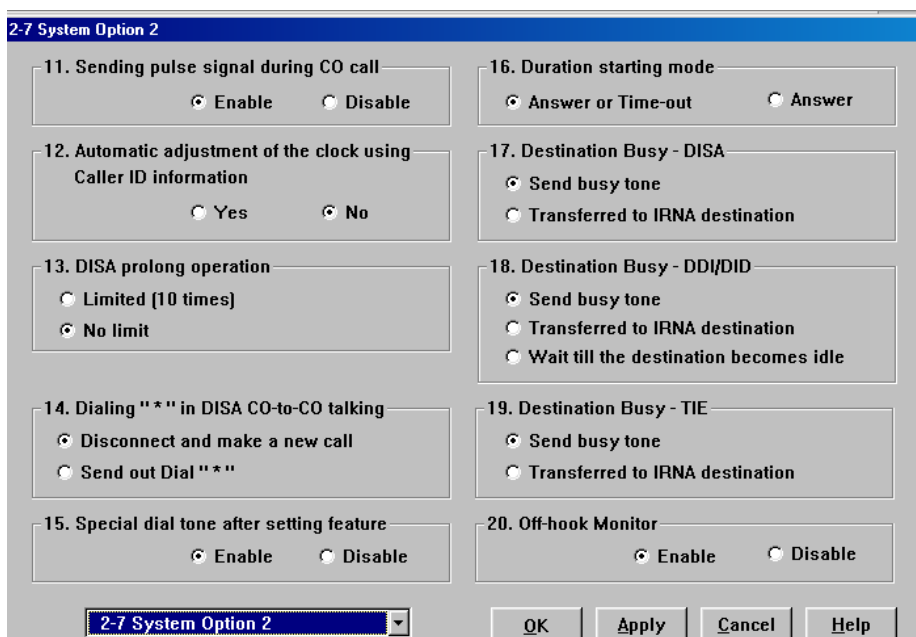 2-7 System Option 2
11. Sending pulse signal during CO call
Enable Disable
12. Automatic adjustment of the clock using
Caller ID information
Yes No
13. DISA prolong operation
Limited (10 times)
No limit
14. Dialing "*" in DISA CO-to-CO talking
Disconnect and make a new call
Send out Dial "*"
15. Special dial tone after setting feature
Enable Disable
16. Duration starting mode
Answer or Time-out Answer
17. Destination Busy - DISA
Send busy tone
Transferred to IRNA destination
18. Destination Busy - DDI/DID
Send busy tone
Transferred to IRNA destination
Wait till the destination becomes idle
19. Destination Busy - TIE
Send busy tone
Transferred to IRNA destination
20. Off-hook Monitor
Enable Disable
2-7 System Option 2
OK Apply Cancel Help